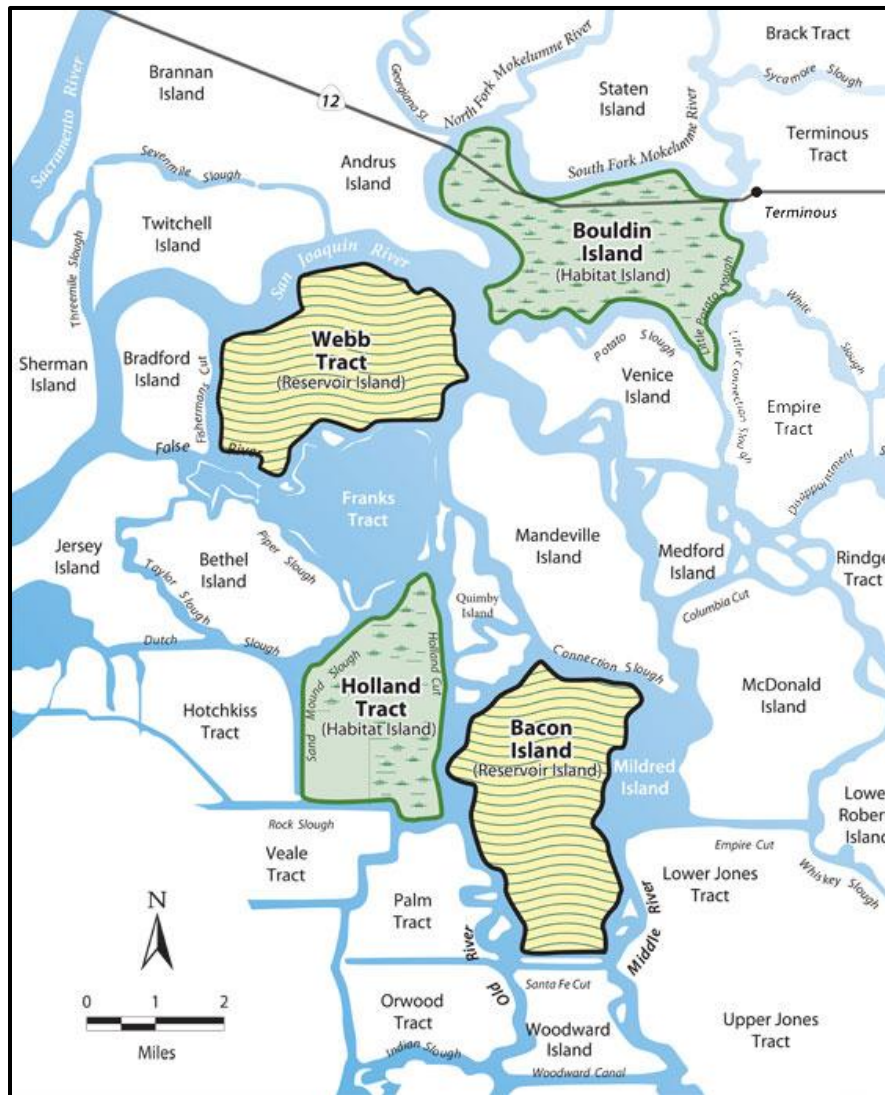 Sacramento River
Brannan
Island
12
Georgiana Sl.
North Fork Mokelumne River
Staten
Island
Brack Tract
Sycamore Slough
Terminous
Tract
Sevenmile Slough
Andrus
Island
South Fork Mokelumne River
Terminous
Twitchell
Island
Threemile Slough
San Joaquin River
Bouldin
Island
(Habitat Island)
Little Potato Slough
White Slough
Sherman
Island
Bradford
Island
Fishermans Cut
Webb
Tract
(Reservoir Island)
Potato Slough
Venice
Island
Little Connection Slough
Empire
Tract
False River
Franks
Tract
Disappointment
Jersey
Island
Bethel
Island
Piper Slough
Taylor Slough
Mandeville
Island
Medford
Island
Rindge
Tract
Quimby
Island
Columbia Cut
Dutch Slough
Sand Mound Slough
Holland Cut
Holland
Tract
(Habitat Island)
Connection Slough
McDonald
Island
Hotchkiss
Tract
Bacon
Island
(Reservoir Island)
Mildred
Island
Lower
Robert
Island
Rock Slough
Veale
Tract
Empire Cut
Lower Jones
Tract
Whiskey Slough
Palm
Tract
Old River
Middle River
N
0 1 2
Miles
Orwood
Tract
Indian Slough
Santa Fe Cut
Woodward
Island
Woodward Canal
Upper Jones
Tract